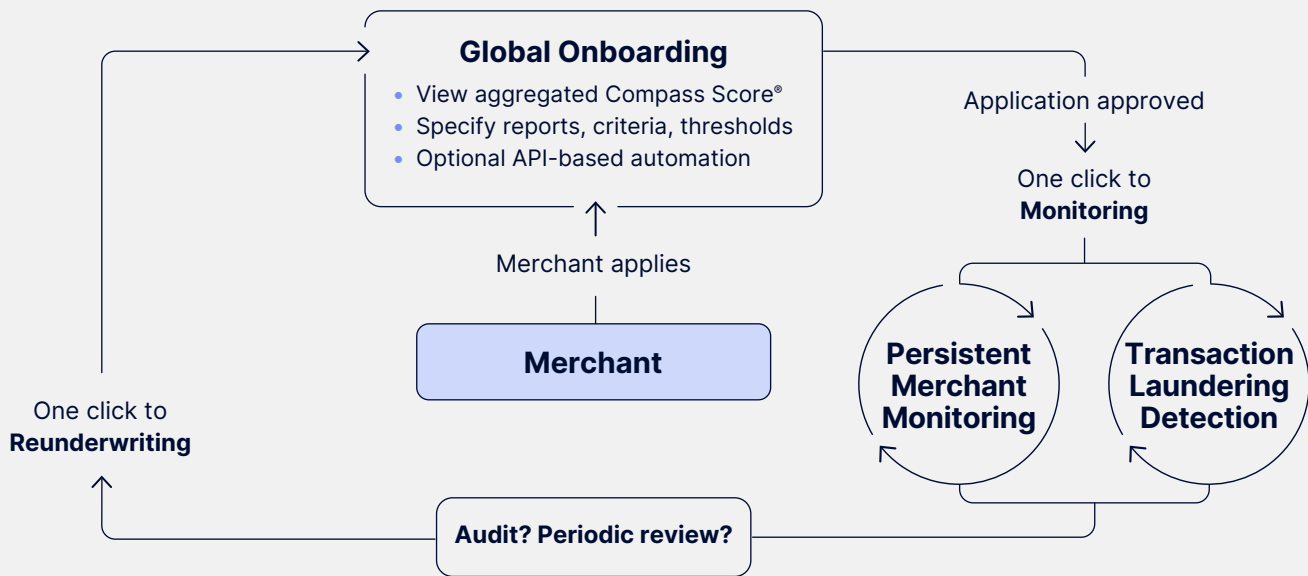 Global Onboarding
• View aggregated Compass Score®
• Specify reports, criteria, thresholds
• Optional API-based automation
Application approved
One click to
Monitoring
Merchant applies
Merchant
Persistent
Merchant
Monitoring
Transaction
Laundering
Detection
One click to
Reunderwriting
Audit? Periodic review?